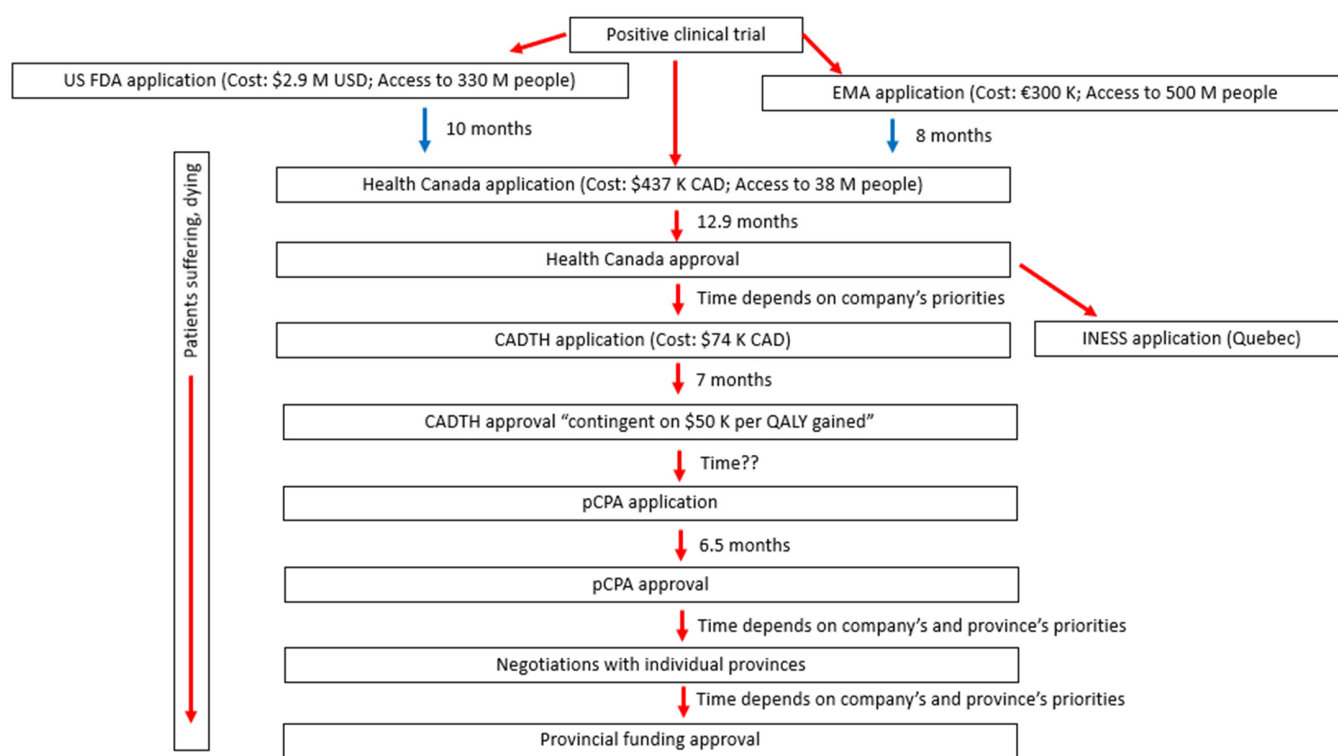 Positive clinical trial
US FDA application (Cost: $2.9 M USD; Access to 330 M people)
EMA application (Cost: €300 K; Access to 500 M people
10 months
8 months
Patients suffering, dying
Health Canada application (Cost: $437 K CAD; Access to 38 M people)
12.9 months
Health Canada approval
Time depends on company’s priorities
CADTH application (Cost: $74 K CAD)
INESS application (Quebec)
7 months
CADTH approval “contingent on $50 K per QALY gained”
Time??
pCPA application
6.5 months
pCPA approval
Time depends on company’s and province’s priorities
Negotiations with individual provinces
Time depends on company’s and province’s priorities
Provincial funding approval